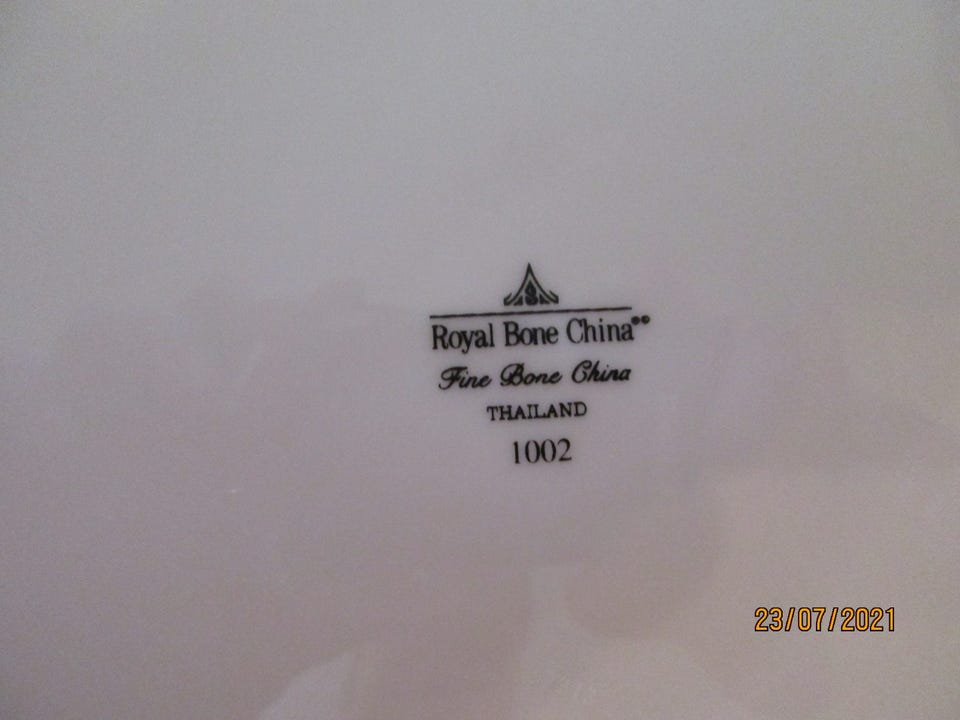 Royal Bone China
Fine Bone China
THAILAND
1002
23/07/2021